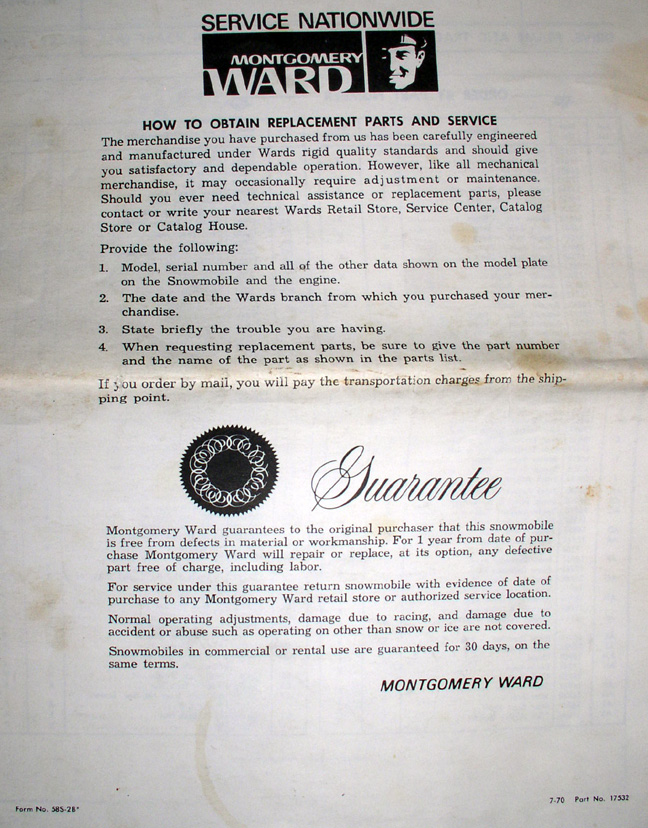 SERVICE NATIONWIDE
MONTGOMERY
WARD
HOW TO OBTAIN REPLACEMENT PARTS AND SERVICE
The merchandise you have purchased from us has been carefully engineered
and manufactured under Wards rigid quality standards and should give
you satisfactory and dependable operation. However, like all mechanical
merchandise, it may occasionally require adjustment or maintenance.
Should you ever need technical assistance or replacement parts, please
contact or write your nearest Wards Retail Store, Service Center, Catalog
Store or Catalog House.
Provide the following:
1. Model, serial number and all of the other data shown on the model plate
on the Snowmobile and the engine.
2. The date and the Wards branch from which you purchased your mer-
chandise.
3. State briefly the trouble you are having.
4. When requesting replacement parts, be sure to give the part number
and the name of the part as shown in the parts list.
If you order by mail, you will pay the transportation charges from the ship-
ping point.
Guarantee
Montgomery Ward guarantees to the original purchaser that this snowmobile
is free from defects in material or workmanship. For 1 year from date of pur-
chase Montgomery Ward will repair or replace, at its option, any defective
part free of charge, including labor.
For service under this guarantee return snowmobile with evidence of date of
purchase to any Montgomery Ward retail store or authorized service location.
Normal operating adjustments, damage due to racing, and damage due to
accident or abuse such as operating on other than snow or ice are not covered.
Snowmobiles in commercial or rental use are guaranteed for 30 days, on the
same terms.
MONTGOMERY WARD
Form No. 
7-70 Part No. 17532